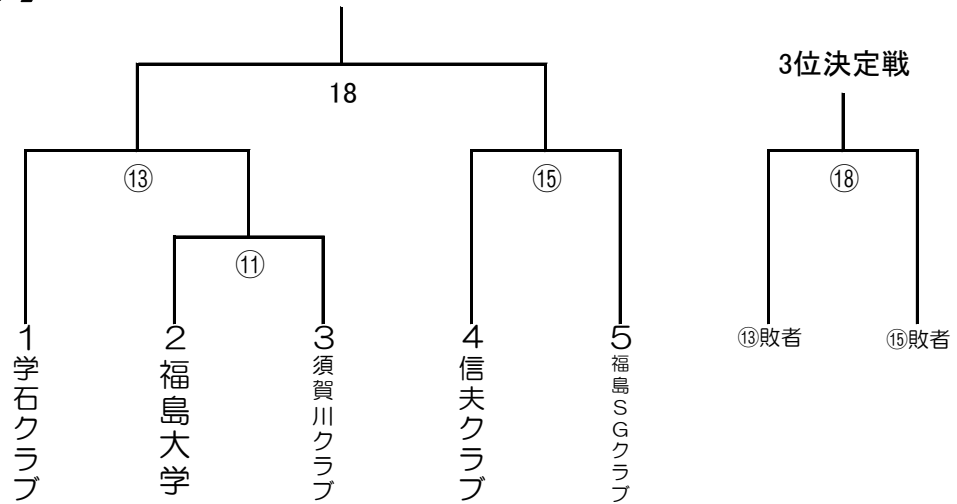 18
3位決定戦
⑬
⑮
⑱
⑪
1 学石クラブ
2 福島大学
3 須賀川クラブ
4 信夫クラブ
5 福島SGクラブ
⑬敗者
⑮敗者